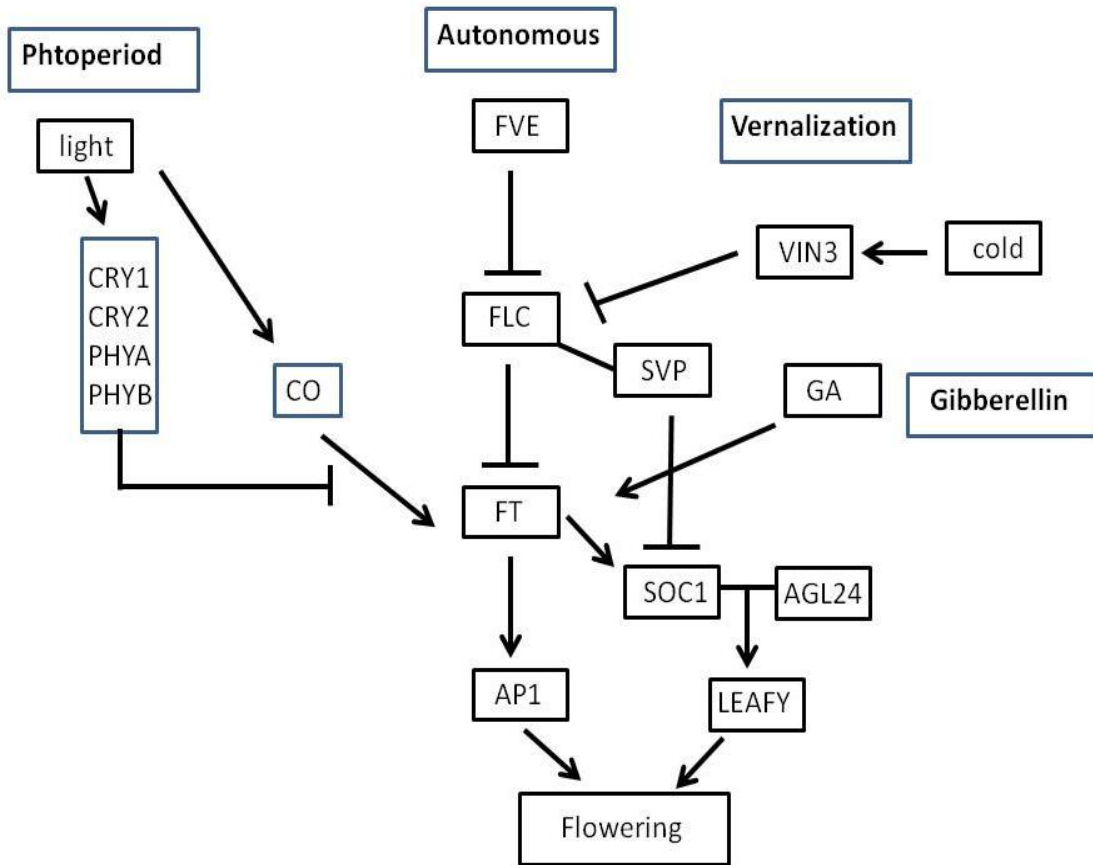 Phtoperiod
Autonomous
light
FVE
Vernalization
CRY1
CRY2
PHYA
PHYB
VIN3
cold
FLC
CO
SVP
GA
Gibberellin
FT
SOC1
AGL24
AP1
LEAFY
Flowering